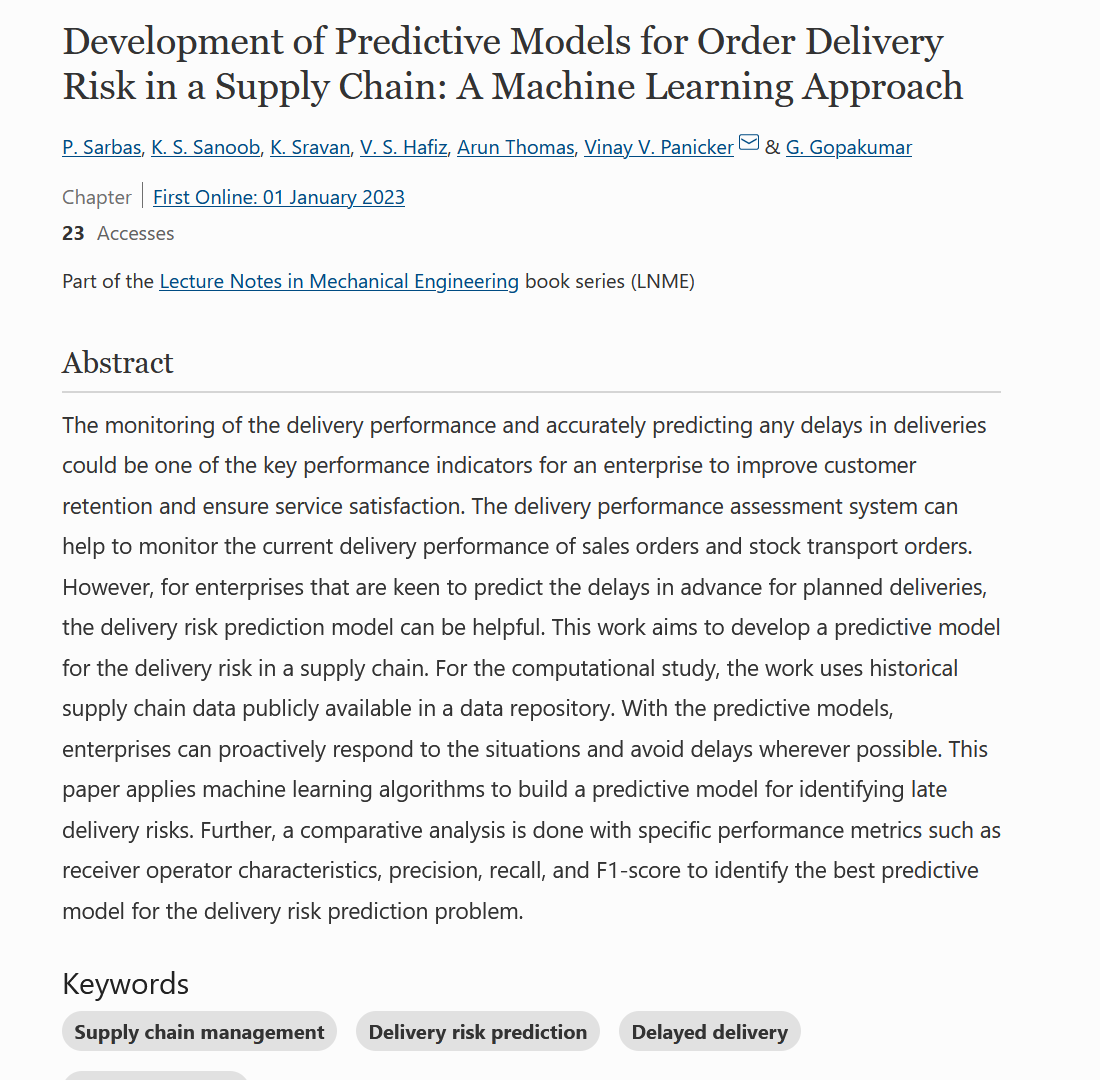 Development of Predictive Models for Order Delivery
Risk in a Supply Chain: A Machine Learning Approach
P. Sarbas, K. S. Sanoob, K. Sravan, V. S. Hafiz, Arun Thomas, Vinay V. Panicker & G. Gopakumar
Chapter | First Online: 01 January 2023
23 Accesses
Part of the Lecture Notes in Mechanical Engineering book series (LNME)
Abstract
The monitoring of the delivery performance and accurately predicting any delays in deliveries
could be one of the key performance indicators for an enterprise to improve customer
retention and ensure service satisfaction. The delivery performance assessment system can
help to monitor the current delivery performance of sales orders and stock transport orders.
However, for enterprises that are keen to predict the delays in advance for planned deliveries,
the delivery risk prediction model can be helpful. This work aims to develop a predictive model
for the delivery risk in a supply chain. For the computational study, the work uses historical
supply chain data publicly available in a data repository. With the predictive models,
enterprises can proactively respond to the situations and avoid delays wherever possible. This
paper applies machine learning algorithms to build a predictive model for identifying late
delivery risks. Further, a comparative analysis is done with specific performance metrics such as
receiver operator characteristics, precision, recall, and F1-score to identify the best predictive
model for the delivery risk prediction problem.
Keywords
Supply chain management Delivery risk prediction Delayed delivery